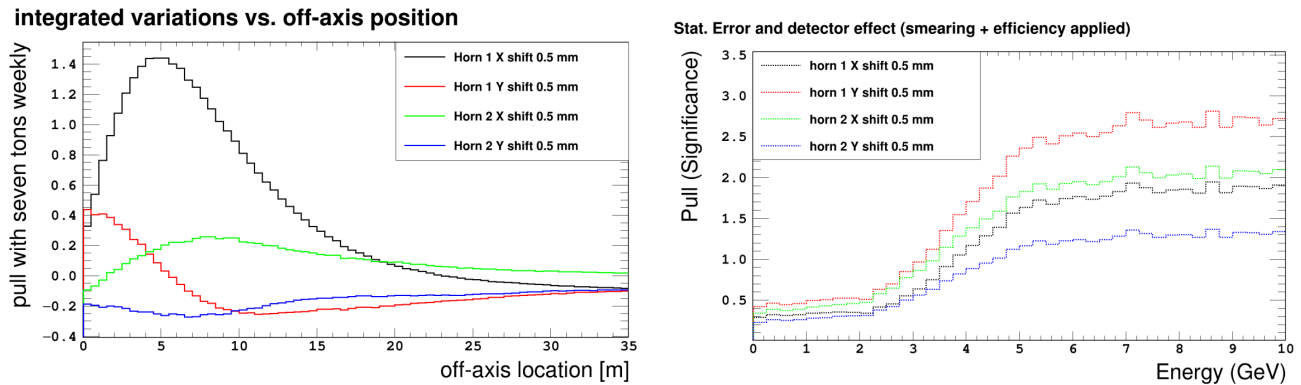 integrated variations vs. off-axis position
pull with seven tons weekly
1.4
1.2
1.0
0.8
0.6
0.4
0.2
0.0
−0.2
−0.4
Horn 1 X shift 0.5 mm
Horn 1 Y shift 0.5 mm
Horn 2 X shift 0.5 mm
Horn 2 Y shift 0.5 mm
0 5 10 15 20 25 30 35
off-axis location [m]
Stat. Error and detector effect (smearing + efficiency applied)
Pull (Significance)
3.5
3.0
2.5
2.0
1.5
1.0
0.5
horn 1 X shift 0.5 mm
horn 1 Y shift 0.5 mm
horn 2 X shift 0.5 mm
horn 2 Y shift 0.5 mm
0 1 2 3 4 5 6 7 8 9 10
Energy (GeV)